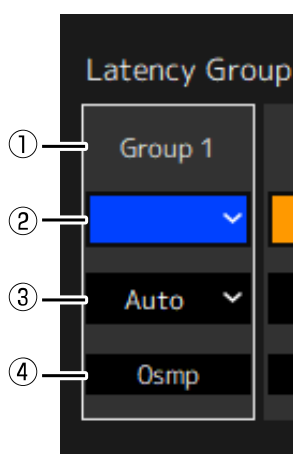 Latency Group
① Group 1
②
③ Auto
④ 0smp